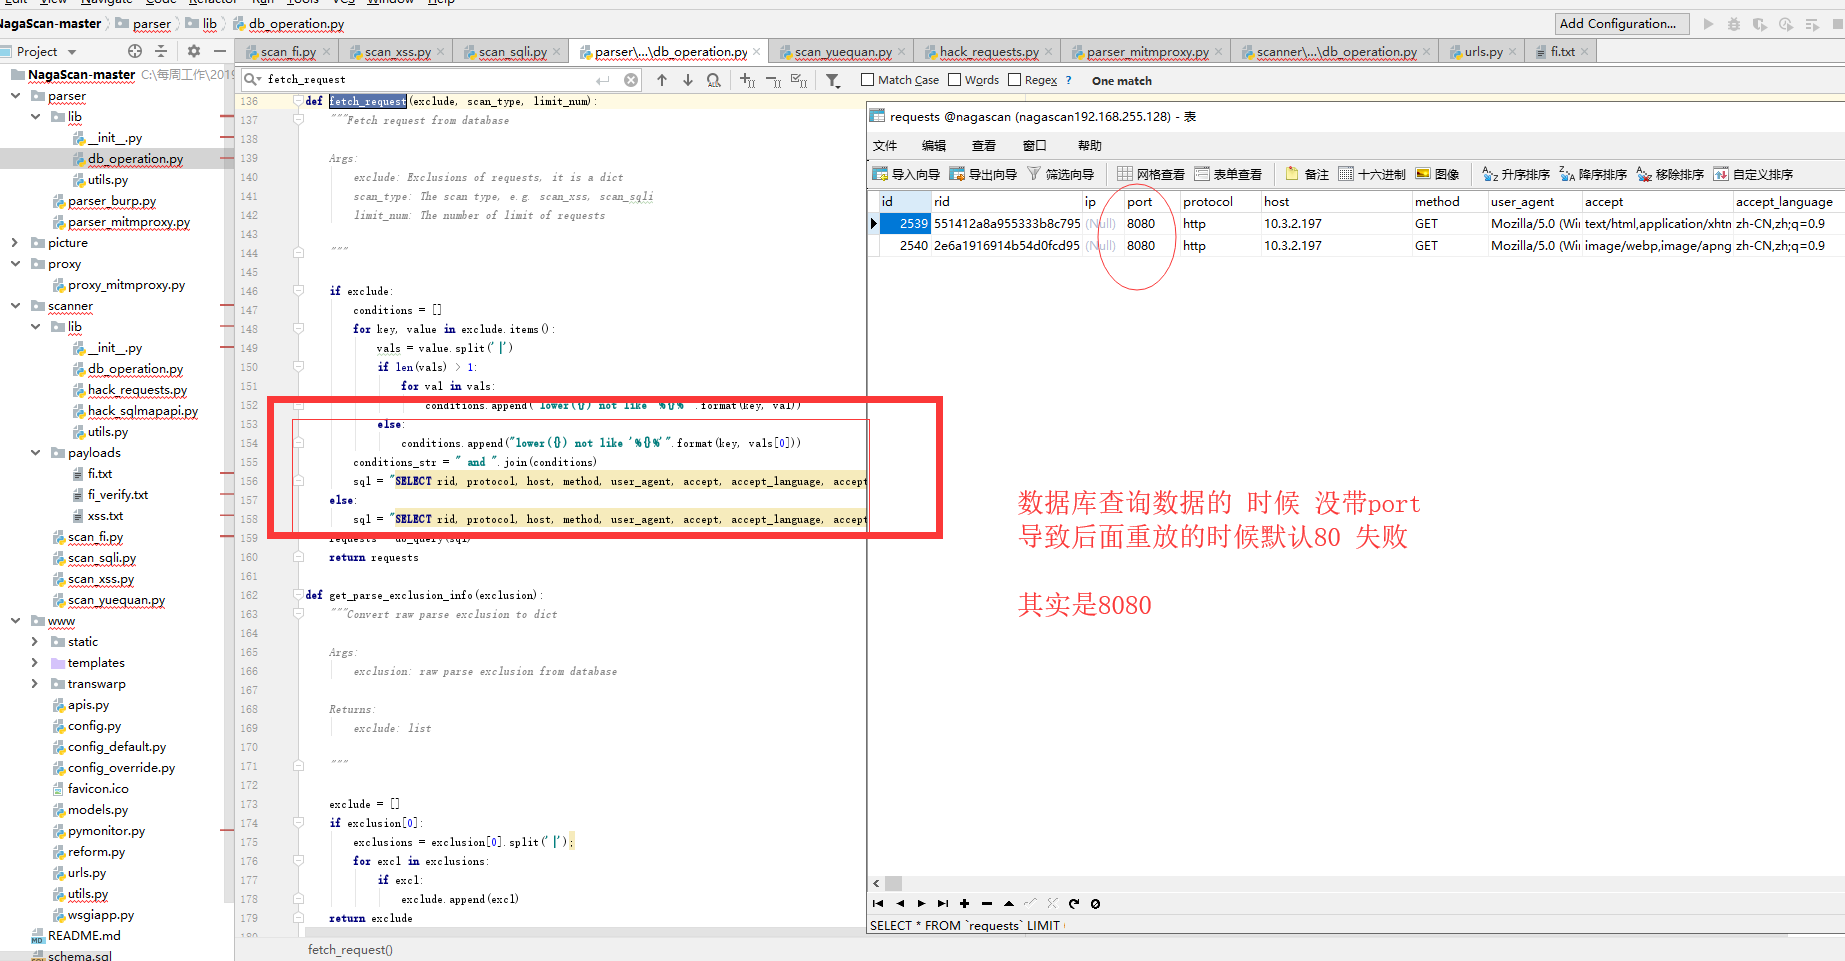 Edit View Navigate Code Refactor Run Tools VCS Window Help
NagaScan-master parser lib db_operation.py
Add Configuration...
Project
scan_fi.py scan_xss.py scan_sqli.py parser\...\db_operation.py scan_yuequan.py hack_requests.py parser_mitmproxy.py scanner\...\db_operation.py urls.py fi.txt
fetch_request
Match Case Words Regex ? One match
NagaScan-master C:\每周工作\2019
parser
lib
__init__.py
db_operation.py
utils.py
parser_burp.py
parser_mitmproxy.py
picture
proxy
proxy_mitmproxy.py
scanner
lib
__init__.py
db_operation.py
hack_requests.py
hack_sqlmapapi.py
utils.py
payloads
fi.txt
fi_verify.txt
xss.txt
scan_fi.py
scan_sqli.py
scan_xss.py
scan_yuequan.py
www
static
templates
transwarp
apis.py
config.py
config_default.py
config_override.py
favicon.ico
models.py
pymonitor.py
reform.py
urls.py
utils.py
wsgiapp.py
README.md
schema.sql
136 def fetch_request(exclude, scan_type, limit_num):
137 """Fetch request from database
138
139 Args:
140 exclude: Exclusions of requests, it is a dict
141 scan_type: The scan type, e.g. scan_xss, scan_sqli
142 limit_num: The number of limit of requests
143
144 """
145
146 if exclude:
147 conditions = []
148 for key, value in exclude.items():
149 vals = value.split('|')
150 if len(vals) > 1:
151 for val in vals:
152 conditions.append("lower({}) not like '%{}%'".format(key, val))
153 else:
154 conditions.append("lower({}) not like '%{}%'".format(key, vals[0]))
155 conditions_str = " and ".join(conditions)
156 sql = "SELECT rid, protocol, host, method, user_agent, accept, accept_language, accept
157 else:
158 sql = "SELECT rid, protocol, host, method, user_agent, accept, accept_language, accept
159 requests = db_query(sql)
160 return requests
161
162 def get_parse_exclusion_info(exclusion):
163 """Convert raw parse exclusion to dict
164
165 Args:
166 exclusion: raw parse exclusion from database
167
168 Returns:
169 exclude: list
170
171 """
172
173 exclude = []
174 if exclusion[0]:
175 exclusions = exclusion[0].split('|');
176 for excl in exclusions:
177 if excl:
178 exclude.append(excl)
179 return exclude
180
fetch_request()
requests @nagascan (nagascan192.168.255.128) - 表
文件 编辑 查看 窗口 帮助
导入向导 导出向导 筛选向导 网格查看 表单查看 备注 十六进制 图像 升序排序 降序排序 移除排序 自定义排序
id rid ip port protocol host method user_agent accept accept_language
2539 551412a8a955333b8c795 (Null) 8080 http 10.3.2.197 GET Mozilla/5.0 (Wir text/html,application/xhtm zh-CN,zh;q=0.9
2540 2e6a1916914b54d0fcd95 (Null) 8080 http 10.3.2.197 GET Mozilla/5.0 (Wir image/webp,image/apng zh-CN,zh;q=0.9
数据库查询数据的 时候 没带port
导致后面重放的时候默认80 失败
其实是8080
SELECT * FROM `requests` LIMIT